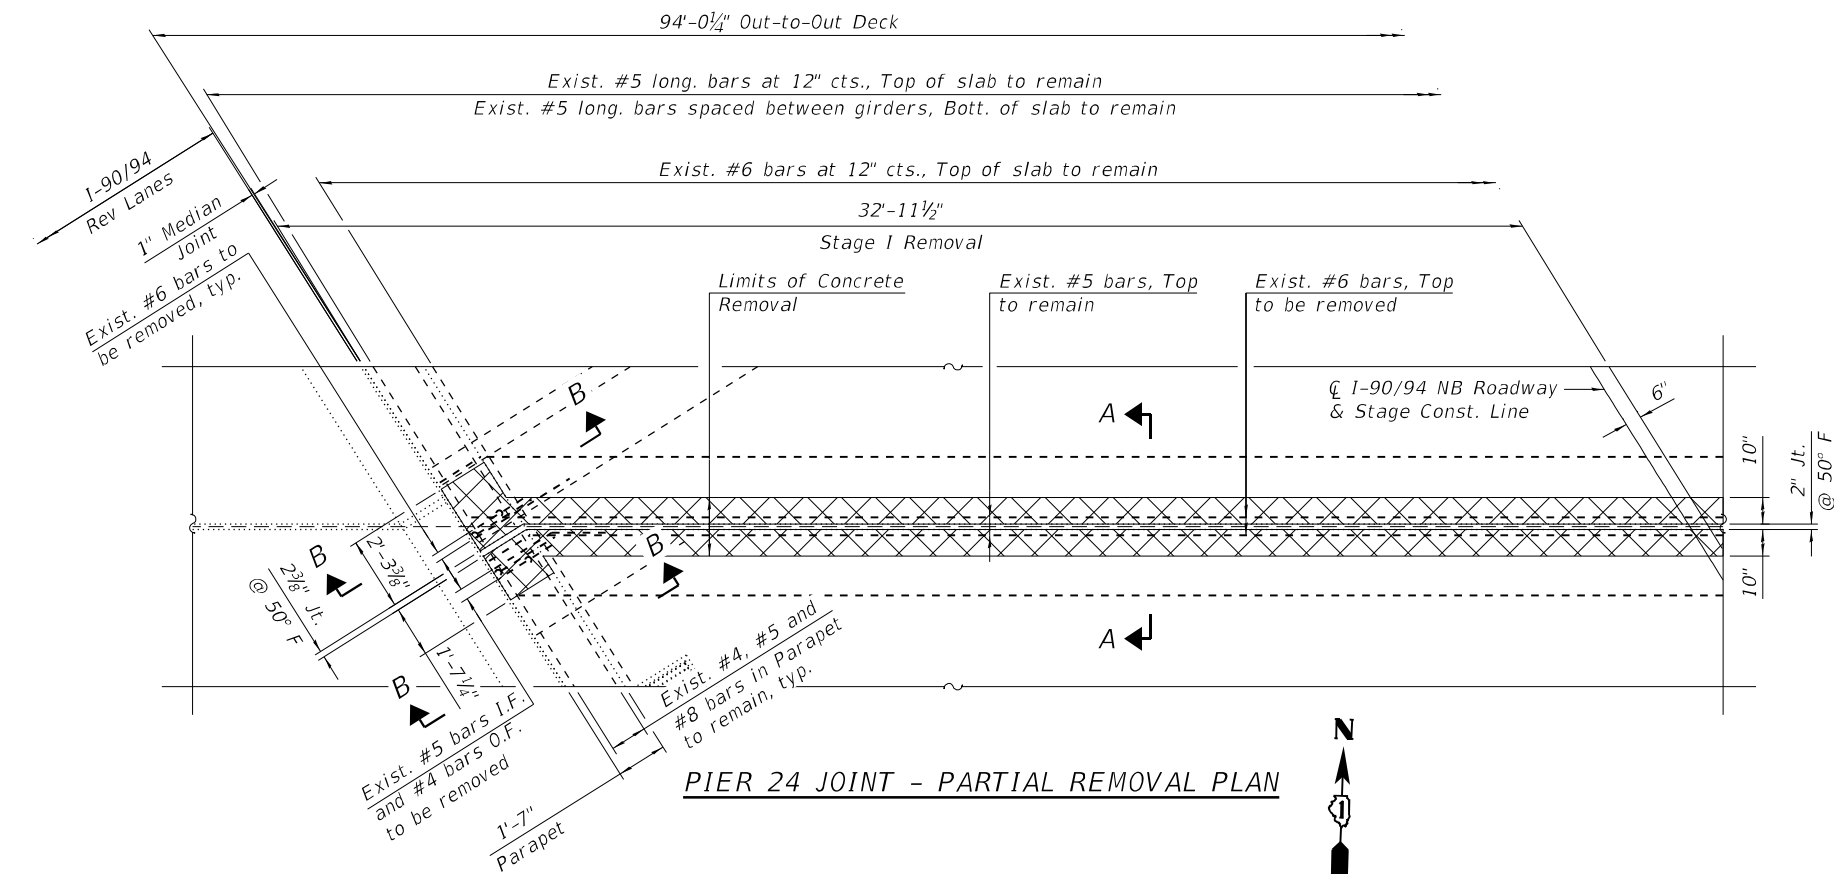 94'-0¼" Out-to-Out Deck
Exist. #5 long. bars at 12" cts., Top of slab to remain
Exist. #5 long. bars spaced between girders, Bott. of slab to remain
Exist. #6 bars at 12" cts., Top of slab to remain
32'-11½"
Stage I Removal
I-90/94
Rev Lanes
1" Median
Joint
Exist. #6 bars to
be removed, typ.
Limits of Concrete
Removal
Exist. #5 bars, Top
to remain
Exist. #6 bars, Top
to be removed
℄ I-90/94 NB Roadway
& Stage Const. Line
6"
10"
2" Jt.
@ 50° F
10"
A
A
B
B
B
B
2'-3⅜"
2⅜" Jt.
@ 50° F
1'-7¼"
Exist. #5 bars I.F.
and #4 bars O.F.
to be removed
Exist. #4, #5 and
#8 bars in Parapet
to remain, typ.
1'-7"
Parapet
PIER 24 JOINT - PARTIAL REMOVAL PLAN
N
1